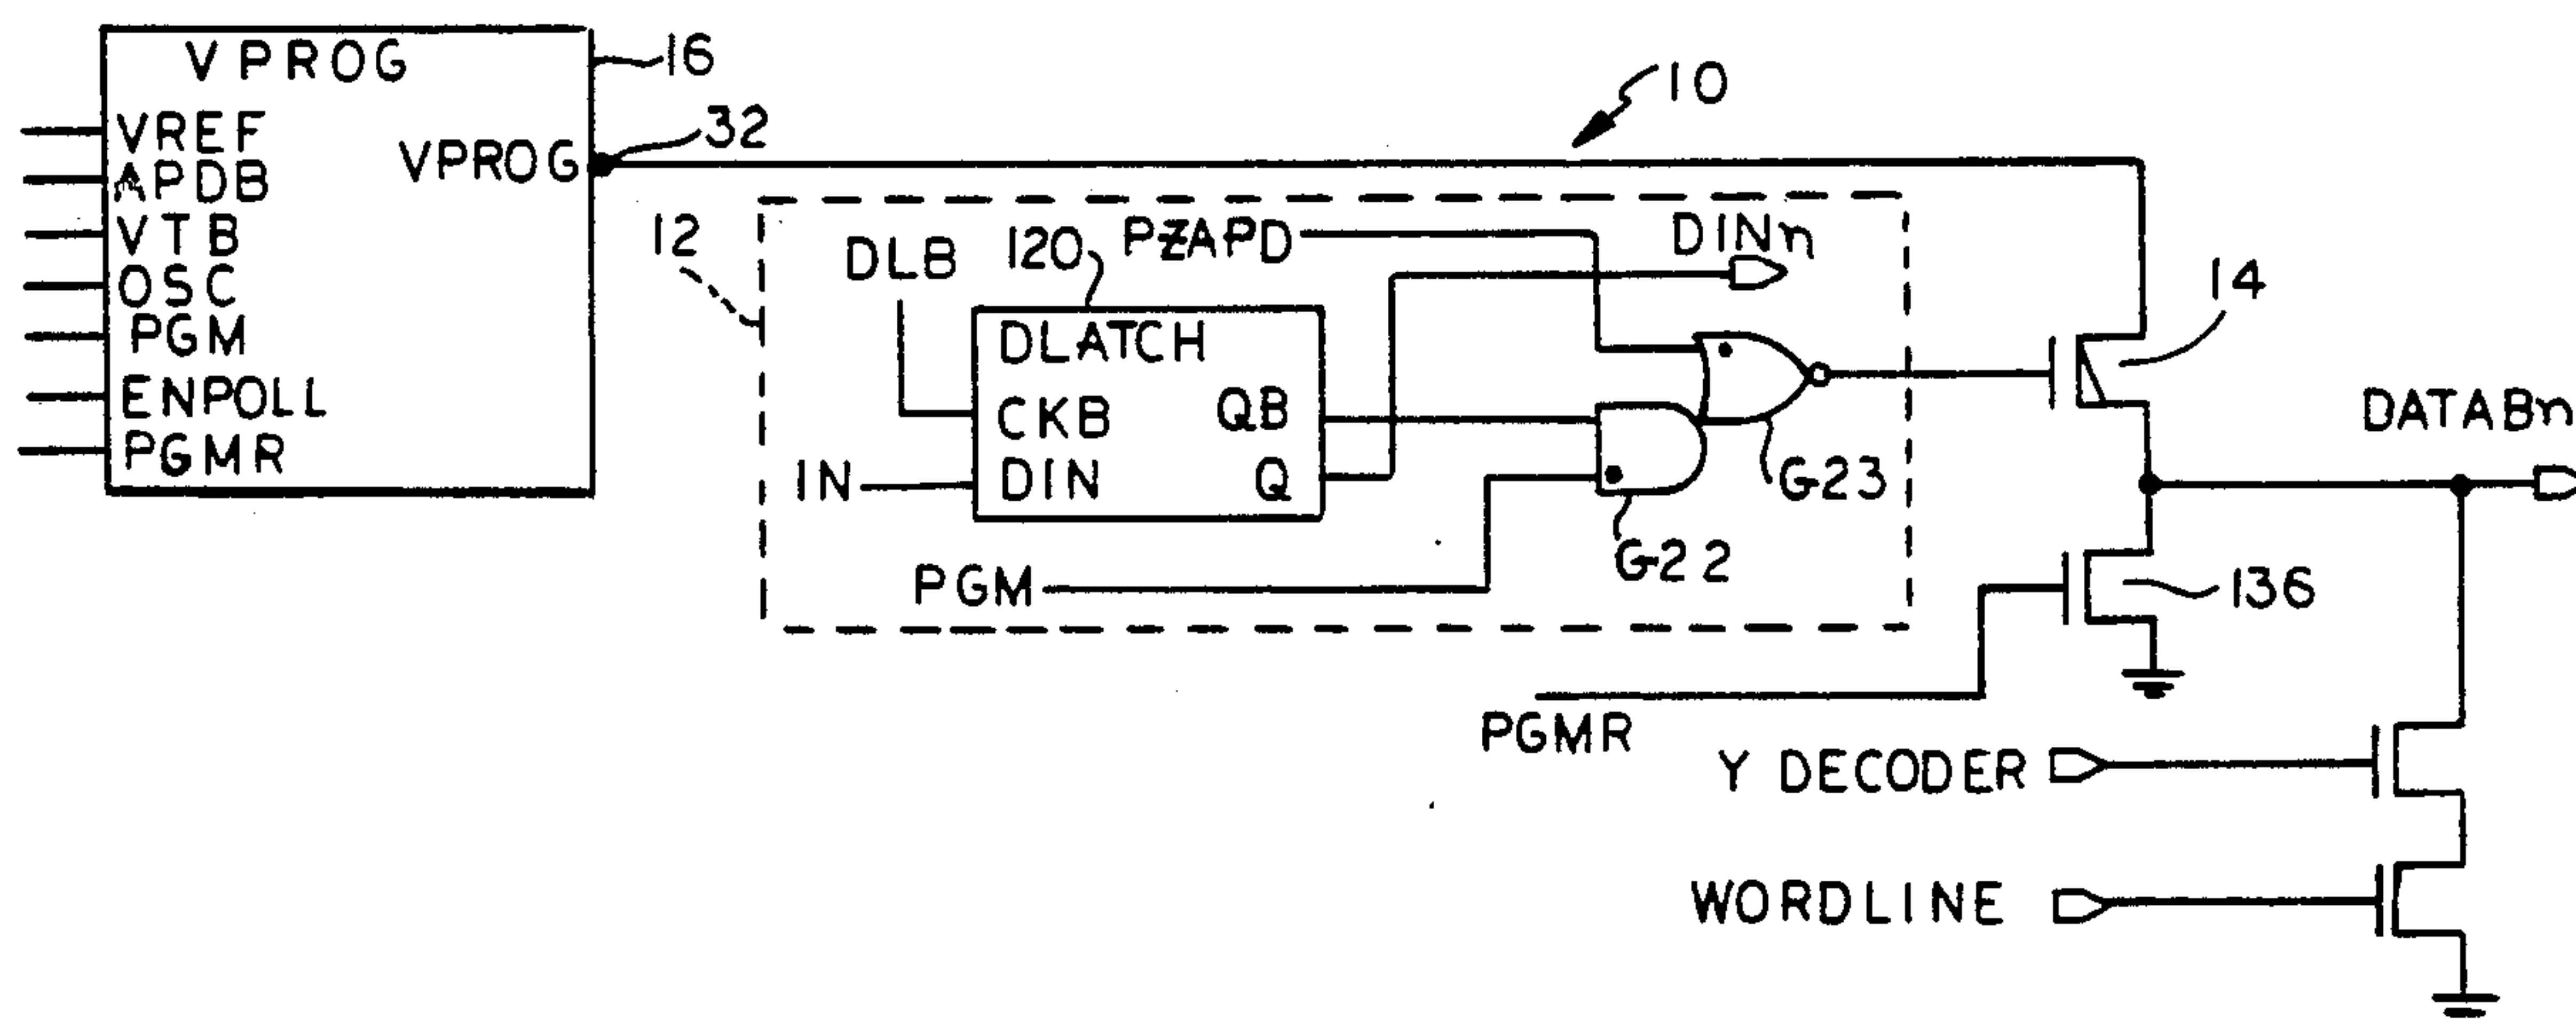 VPROG
16
VREF
APDB
VTB
OSC
PGM
ENPOLL
PGMR
VPROG
32
10
12
DLB
120
PZAPD
DINn
DLATCH
CKB
DIN
QB
Q
IN
PGM
G22
G23
14
DATABn
136
PGMR
Y DECODER
WORDLINE